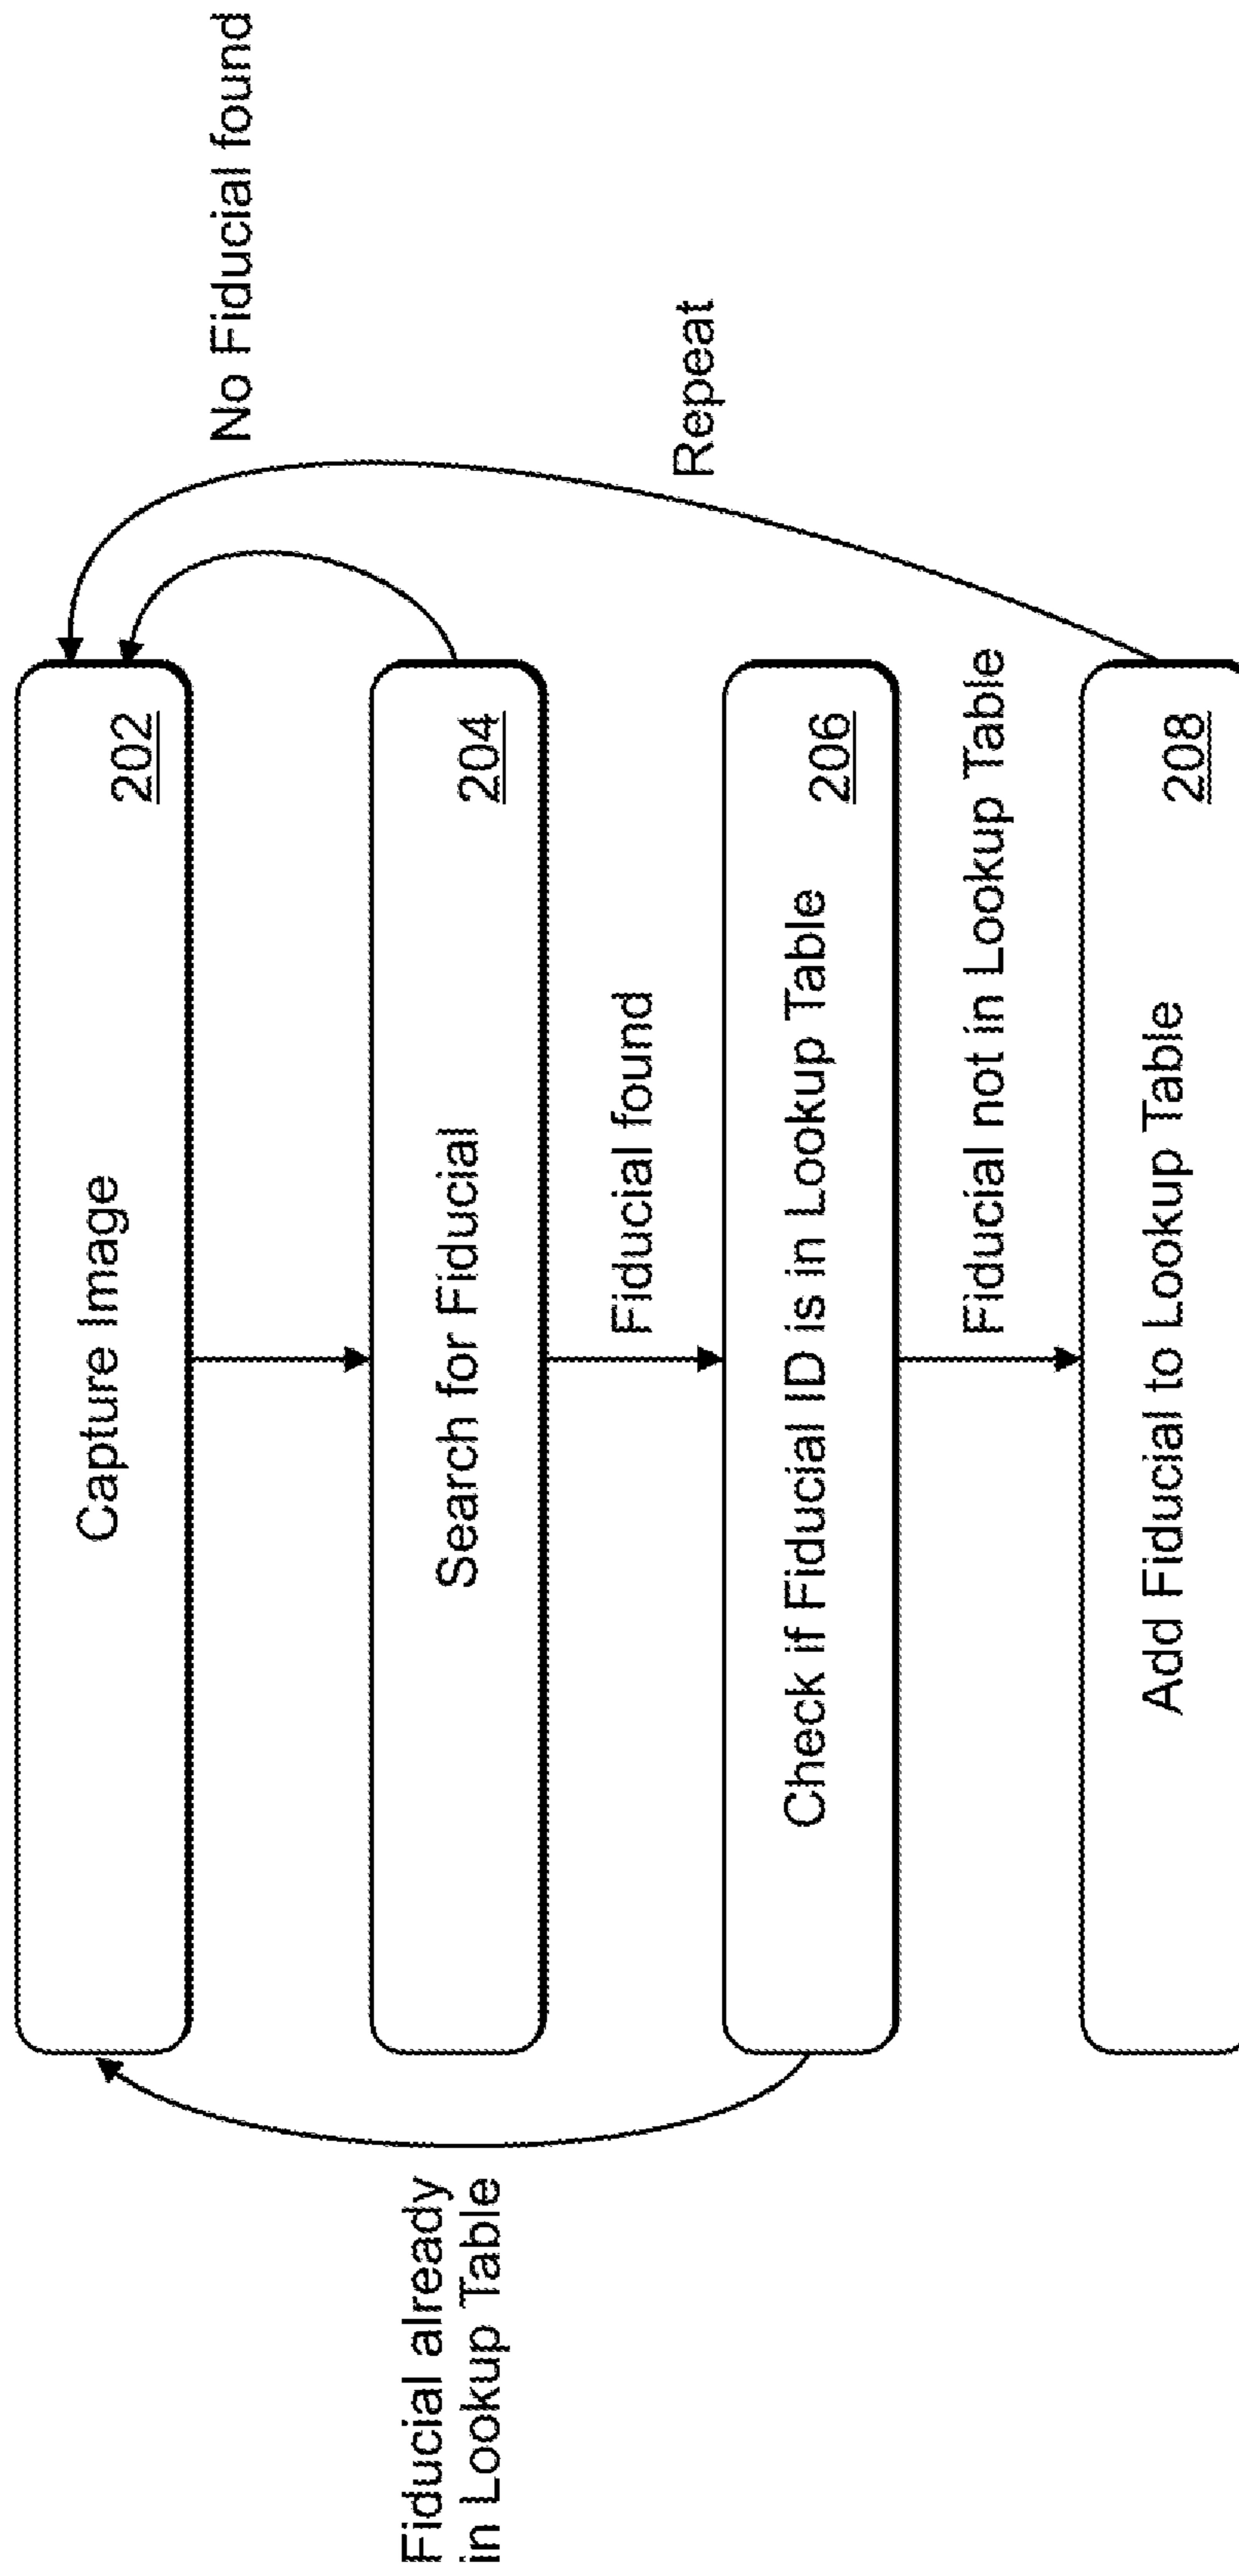 Capture Image
202
No Fiducial found
Search for Fiducial
204
Fiducial already
in Lookup Table
Fiducial found
Repeat
Check if Fiducial ID is in Lookup Table
206
Fiducial not in Lookup Table
Add Fiducial to Lookup Table
208